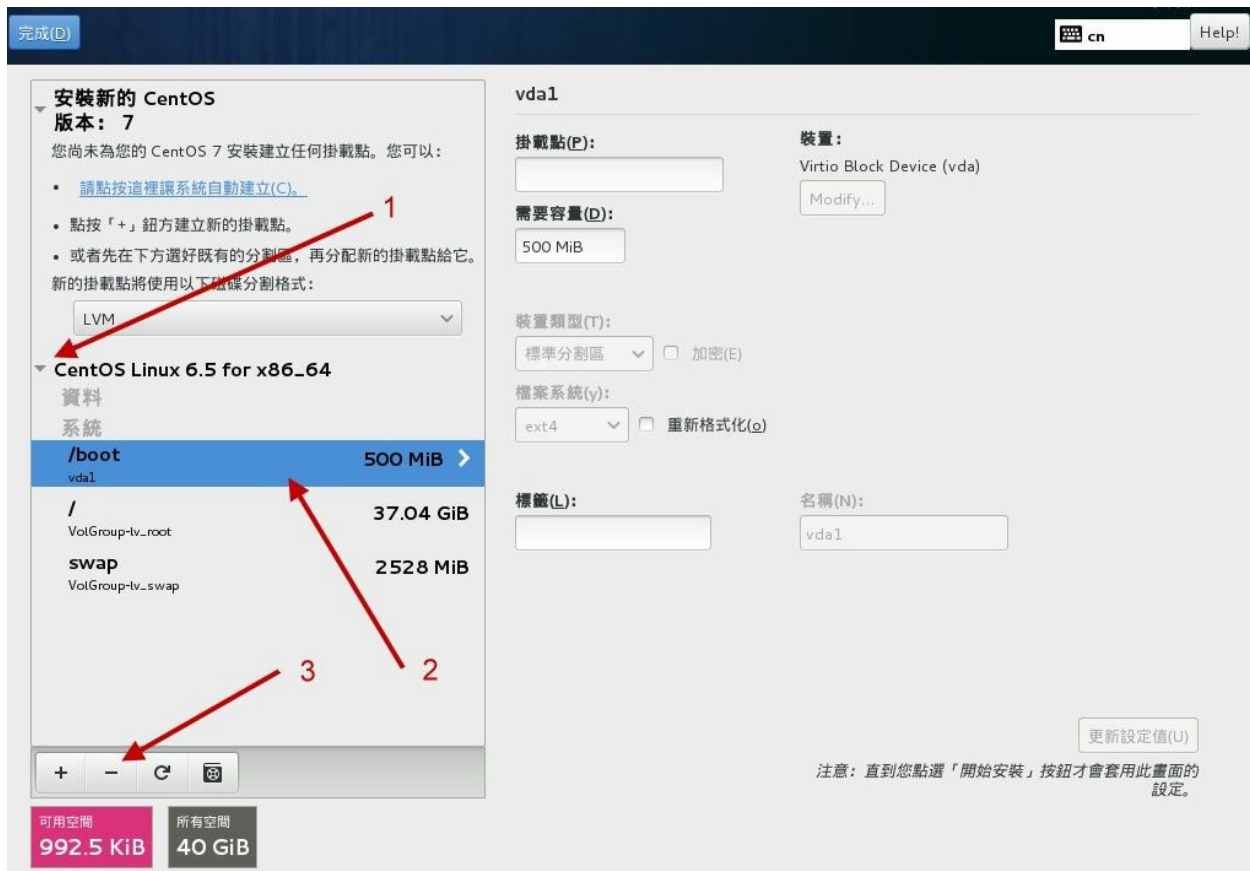 完成(D)
cn
Help!
安裝新的 CentOS
版本: 7
您尚未為您的 CentOS 7 安裝建立任何掛載點。您可以:
• 請點按這裡讓系統自動建立(C)。
• 點按「+」鈕方建立新的掛載點。
• 或者先在下方選好既有的分割區，再分配新的掛載點給它。
新的掛載點將使用以下磁碟分割格式:
LVM
1
CentOS Linux 6.5 for x86_64
資料
系統
/boot
500 MiB
vda1
/
37.04 GiB
VolGroup-lv_root
swap
2528 MiB
VolGroup-lv_swap
3
2
+ -
可用空間
992.5 KiB
所有空間
40 GiB
vda1
掛載點(P):
裝置:
Virtio Block Device (vda)
Modify...
需要容量(D):
500 MiB
裝置類型(T):
標準分割區
加密(E)
檔案系統(y):
ext4
重新格式化(o)
標籤(L):
名稱(N):
vda1
更新設定值(U)
注意: 直到您點選「開始安裝」按鈕才會套用此畫面的
設定。